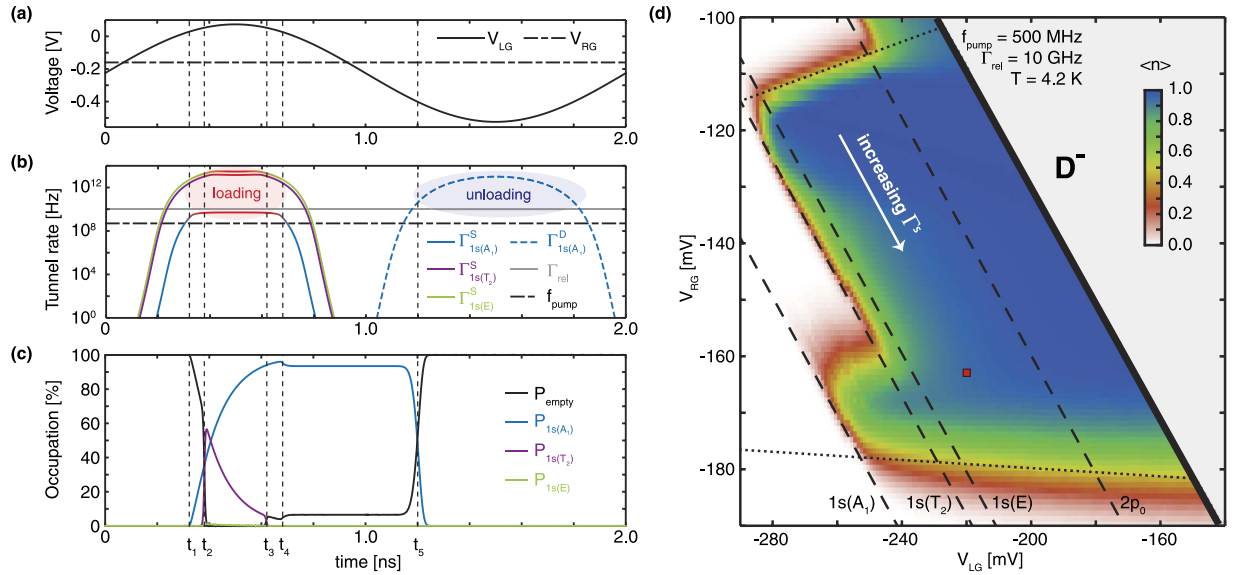 (a)
Voltage [V]
0
-0.2
-0.4
V_LG
V_RG
0
1.0
2.0
(b)
Tunnel rate [Hz]
10^12
10^8
10^4
10^0
loading
unloading
Γ^S_1s(A₁)
Γ^D_1s(A₁)
Γ^S_1s(T₂)
Γ_rel
Γ^S_1s(E)
f_pump
0
1.0
2.0
(c)
Occupation [%]
100
80
60
40
20
0
P_empty
P_1s(A₁)
P_1s(T₂)
P_1s(E)
0
t₁
t₂
t₃
t₄
1.0
t₅
2.0
time [ns]
(d)
V_RG [mV]
-100
-120
-140
-160
-180
f_pump = 500 MHz
Γ_rel = 10 GHz
T = 4.2 K
<n>
1.0
0.8
0.6
0.4
0.2
0.0
D⁻
increasing Γ's
1s(A₁)
1s(T₂)
1s(E)
2p₀
-280
-240
-200
-160
V_LG [mV]